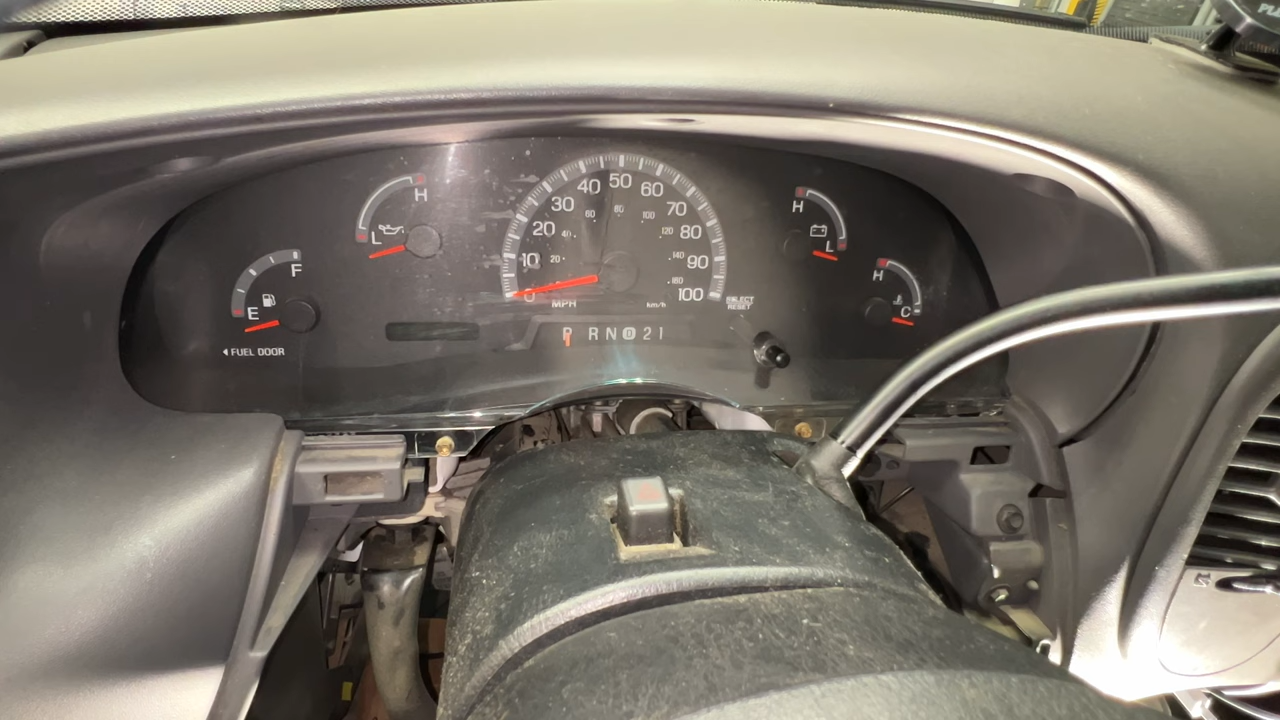 H
L
F
E
◀ FUEL DOOR
0 10 20 30 40 50 60 70 80 90 100
20 40 60 80 100 120 140 160
MPH
km/h
SELECT
RESET
P R N D 2 1
H
L
H
C